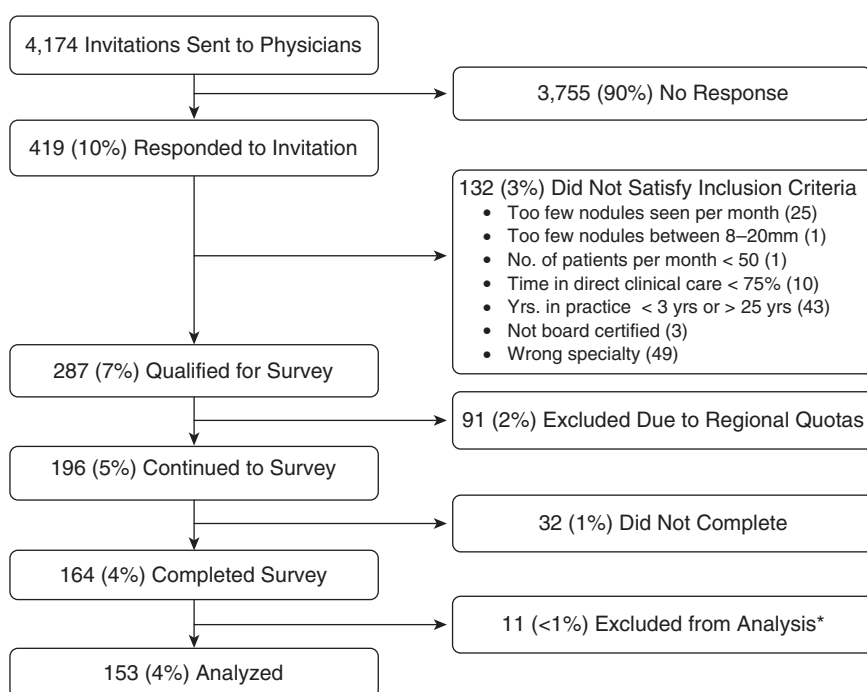 4,174 Invitations Sent to Physicians
3,755 (90%) No Response
419 (10%) Responded to Invitation
132 (3%) Did Not Satisfy Inclusion Criteria
• Too few nodules seen per month (25)
• Too few nodules between 8–20mm (1)
• No. of patients per month < 50 (1)
• Time in direct clinical care < 75% (10)
• Yrs. in practice < 3 yrs or > 25 yrs (43)
• Not board certified (3)
• Wrong specialty (49)
287 (7%) Qualified for Survey
91 (2%) Excluded Due to Regional Quotas
196 (5%) Continued to Survey
32 (1%) Did Not Complete
164 (4%) Completed Survey
11 (<1%) Excluded from Analysis*
153 (4%) Analyzed